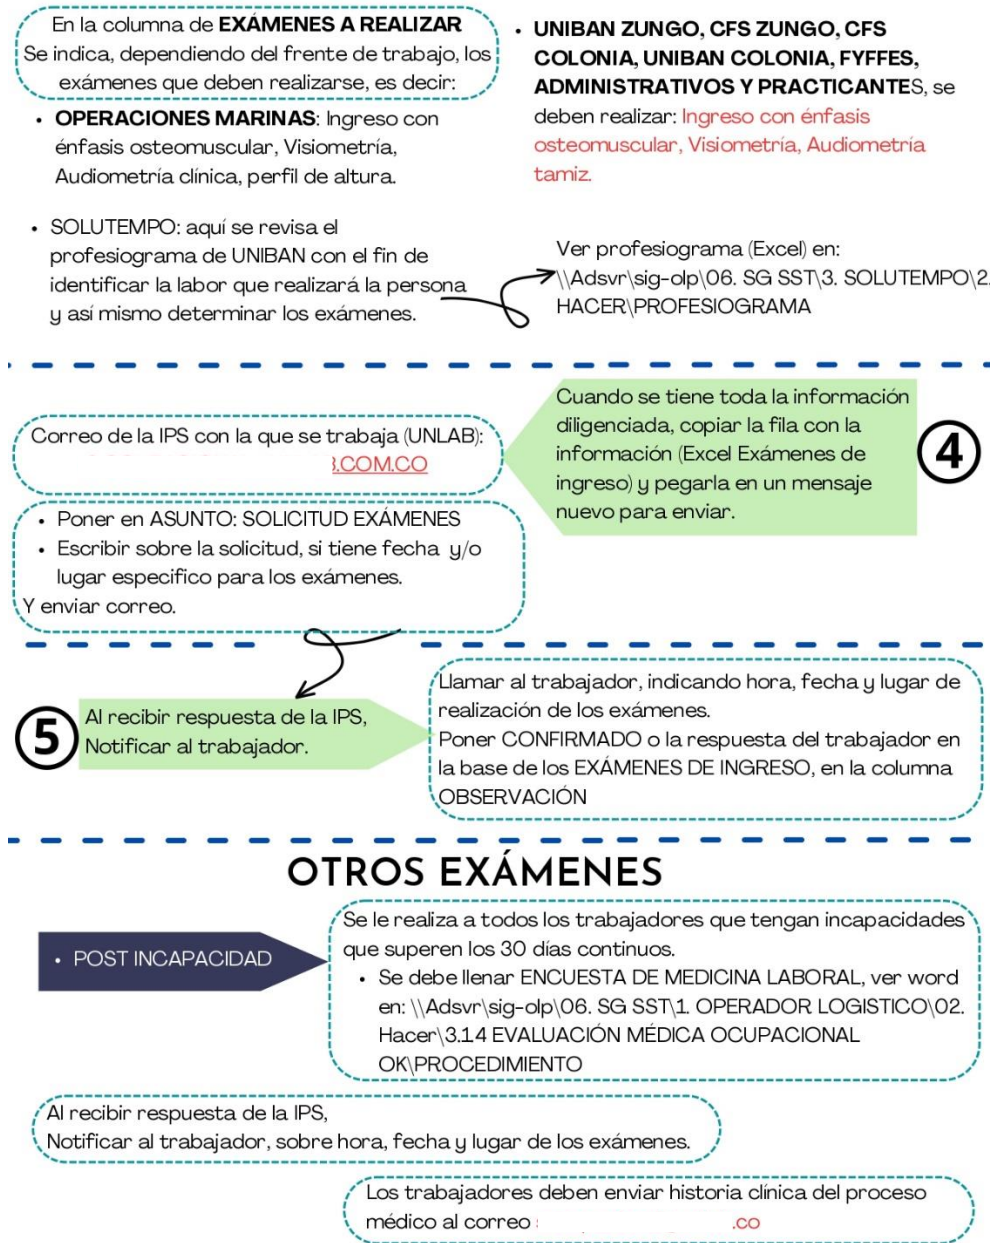 En la columna de EXÁMENES A REALIZAR
Se indica, dependiendo del frente de trabajo, los
exámenes que deben realizarse, es decir:
• OPERACIONES MARINAS: Ingreso con
énfasis osteomuscular, Visiometría,
Audiometría clínica, perfil de altura.
• SOLUTEMPO: aquí se revisa el
profesiograma de UNIBAN con el fin de
identificar la labor que realizará la persona
y así mismo determinar los exámenes.
• UNIBAN ZUNGO, CFS ZUNGO, CFS
COLONIA, UNIBAN COLONIA, FYFFES,
ADMINISTRATIVOS Y PRACTICANTES, se
deben realizar: Ingreso con énfasis
osteomuscular, Visiometría, Audiometría
tamiz.
Ver profesiograma (Excel) en:
\\Adsvr\sig-olp\06. SG SST\3. SOLUTEMPO\2.
HACER\PROFESIOGRAMA
Cuando se tiene toda la información
diligenciada, copiar la fila con la
información (Excel Exámenes de
ingreso) y pegarla en un mensaje
nuevo para enviar.
4
Correo de la IPS con la que se trabaja (UNLAB):
.COM.CO
• Poner en ASUNTO: SOLICITUD EXÁMENES
• Escribir sobre la solicitud, si tiene fecha y/o
lugar especifico para los exámenes.
Y enviar correo.
5
Al recibir respuesta de la IPS,
Notificar al trabajador.
Llamar al trabajador, indicando hora, fecha y lugar de
realización de los exámenes.
Poner CONFIRMADO o la respuesta del trabajador en
la base de los EXÁMENES DE INGRESO, en la columna
OBSERVACIÓN
OTROS EXÁMENES
• POST INCAPACIDAD
Se le realiza a todos los trabajadores que tengan incapacidades
que superen los 30 días continuos.
• Se debe llenar ENCUESTA DE MEDICINA LABORAL, ver word
en: \\Adsvr\sig-olp\06. SG SST\1. OPERADOR LOGISTICO\02.
Hacer\3.1.4 EVALUACIÓN MÉDICA OCUPACIONAL
OK\PROCEDIMIENTO
Al recibir respuesta de la IPS,
Notificar al trabajador, sobre hora, fecha y lugar de los exámenes.
Los trabajadores deben enviar historia clínica del proceso
médico al correo .co